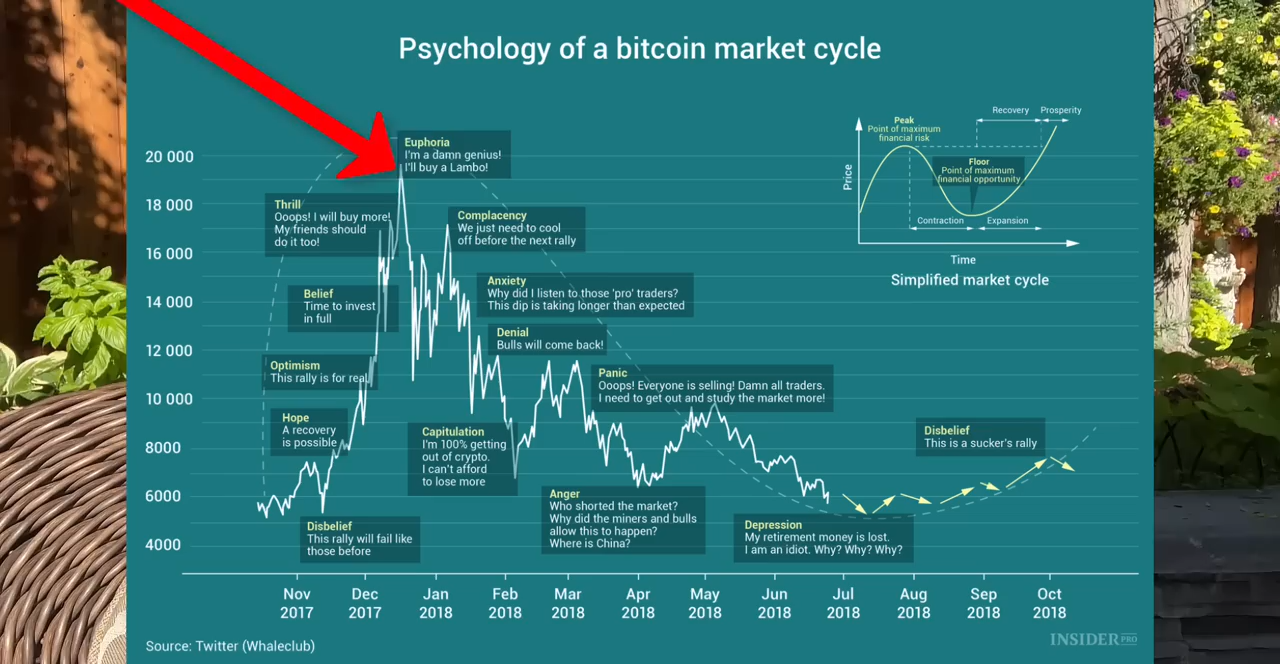 Psychology of a bitcoin market cycle
Euphoria
I'm a damn genius!
I'll buy a Lambo!
Thrill
Ooops! I will buy more!
My friends should
do it too!
Complacency
We just need to cool
off before the next rally
Belief
Time to invest
in full
Anxiety
Why did I listen to those 'pro' traders?
This dip is taking longer than expected
Denial
Bulls will come back!
Optimism
This rally is for real
Panic
Ooops! Everyone is selling! Damn all traders.
I need to get out and study the market more!
Hope
A recovery
is possible
Capitulation
I'm 100% getting
out of crypto.
I can't afford
to lose more
Disbelief
This is a sucker's rally
Anger
Who shorted the market?
Why did the miners and bulls
allow this to happen?
Where is China?
Disbelief
This rally will fail like
those before
Depression
My retirement money is lost.
I am an idiot. Why? Why? Why?
20 000
18 000
16 000
14 000
12 000
10 000
8000
6000
4000
Nov
2017
Dec
2017
Jan
2018
Feb
2018
Mar
2018
Apr
2018
May
2018
Jun
2018
Jul
2018
Aug
2018
Sep
2018
Oct
2018
Recovery
Prosperity
Peak
Point of maximum
financial risk
Floor
Point of maximum
financial opportunity
Contraction
Expansion
Price
Time
Simplified market cycle
Source: Twitter (Whaleclub)
INSIDER PRO